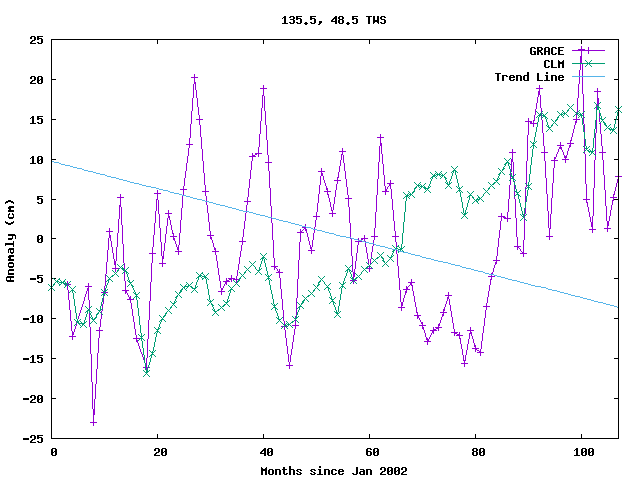 135.5, 48.5 TWS
GRACE
CLM
Trend Line
25
20
15
10
5
0
-5
-10
-15
-20
-25
Anomaly (cm)
0 20 40 60 80 100
Months since Jan 2002